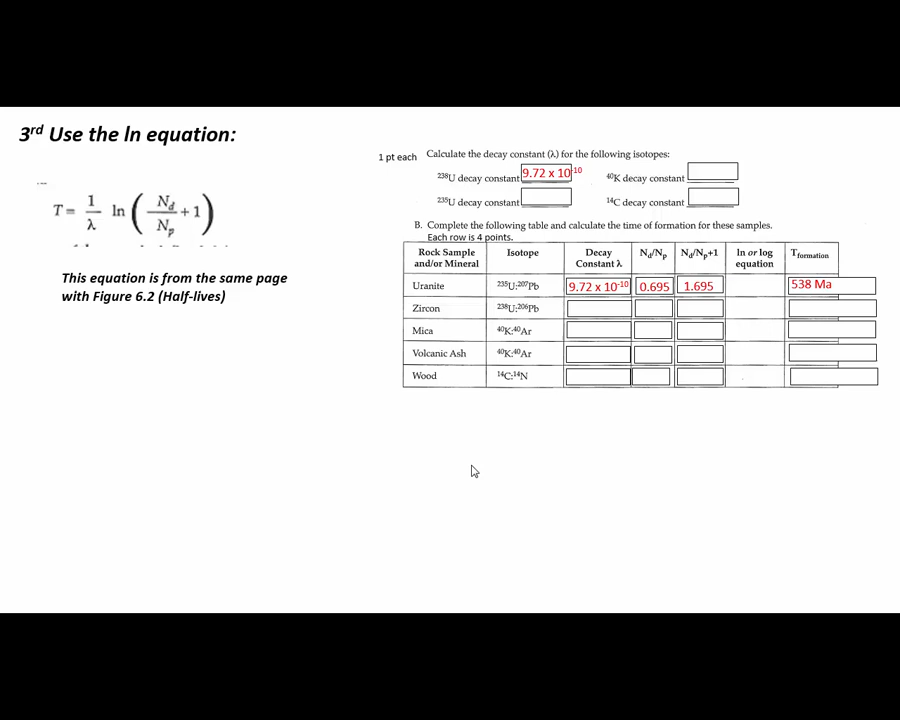 3rd Use the ln equation:
T = 1/λ ln ( Nd/Np + 1 )
This equation is from the same page
with Figure 6.2 (Half-lives)
1 pt each Calculate the decay constant (λ) for the following isotopes:
238U decay constant 9.72 x 10-10 40K decay constant
235U decay constant 14C decay constant
B. Complete the following table and calculate the time of formation for these samples.
Each row is 4 points.
Rock Sample and/or Mineral Isotope Decay Constant λ Nd/Np Nd/Np+1 ln or log equation Tformation
Uranite 235U:207Pb 9.72 x 10-10 0.695 1.695 538 Ma
Zircon 238U:206Pb
Mica 40K:40Ar
Volcanic Ash 40K:40Ar
Wood 14C:14N